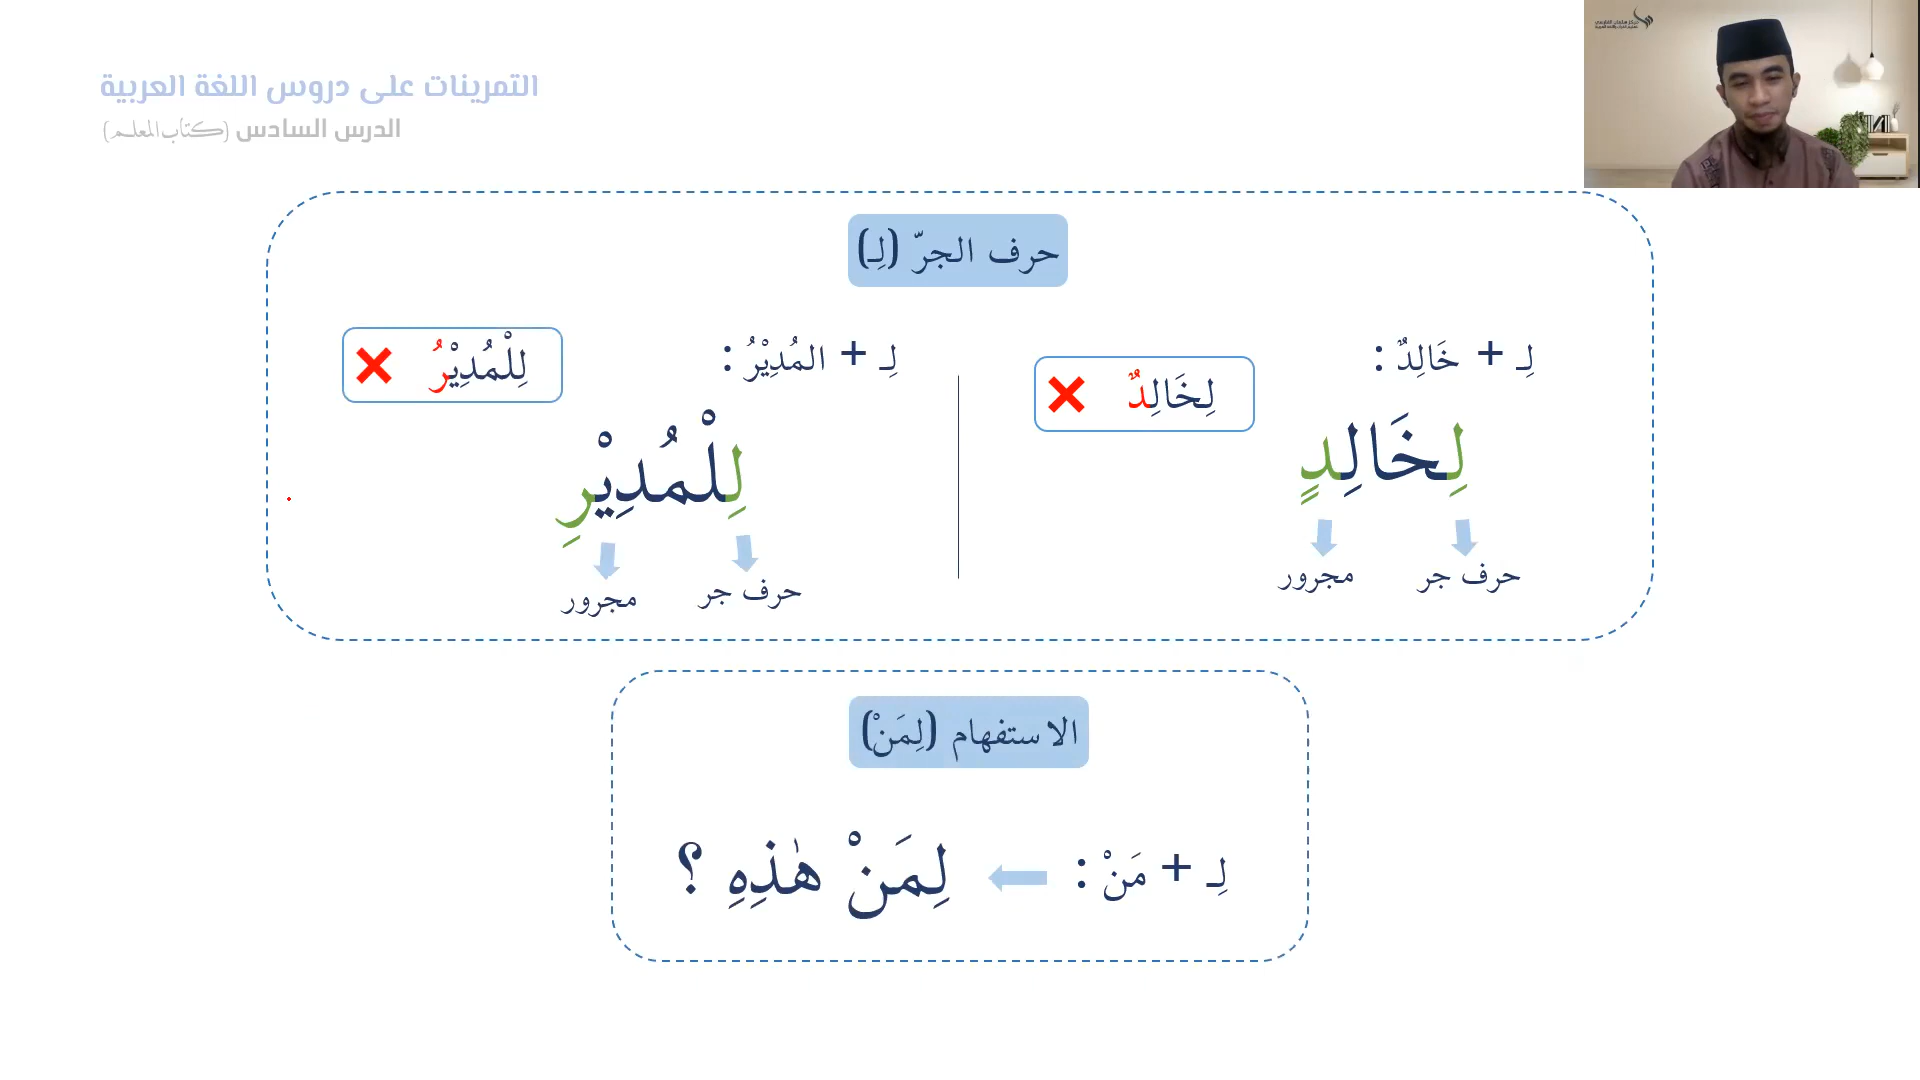 التمرينات على دروس اللغة العربية
الدرس السادس (كتاب المعلم)
حرف الجرّ (لِـ)
لِـ + خَالِدٌ :
لِخَالِدٌ
لِخَالِدٍ
حرف جر
مجرور
لِـ + المُدِيْرُ :
لِلْمُدِيْرُ
لِلْمُدِيْرِ
حرف جر
مجرور
الاستفهام (لِمَنْ)
لِـ + مَنْ :
لِمَنْ هٰذِهِ ؟